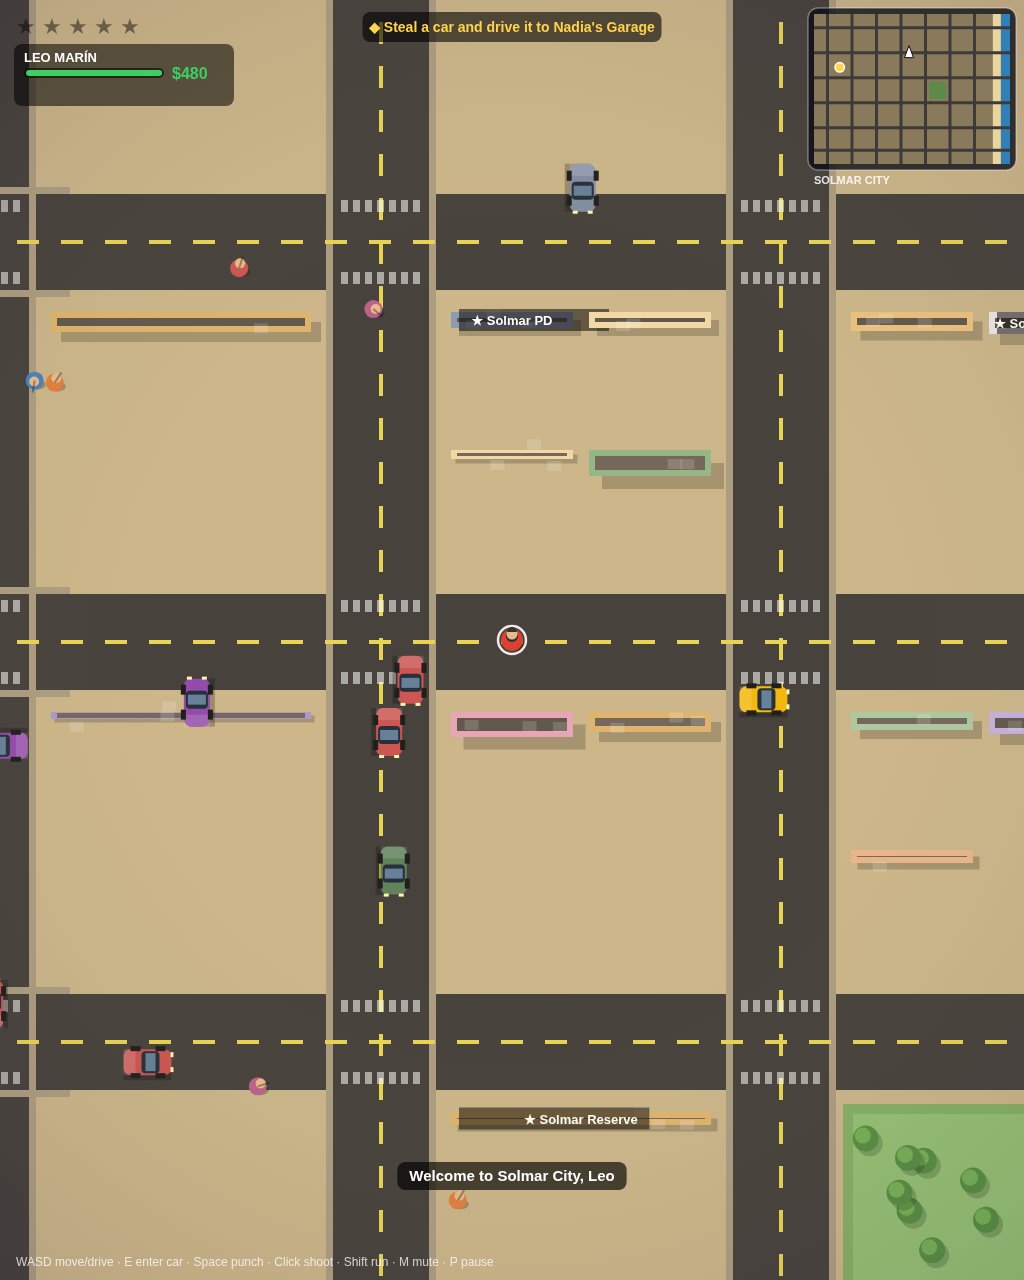 ★ ★ ★ ★ ★
◆ Steal a car and drive it to Nadia's Garage
LEO MARÍN
$480
SOLMAR CITY
★ Solmar PD
★ So
★ Solmar Reserve
Welcome to Solmar City, Leo
WASD move/drive · E enter car · Space punch · Click shoot · Shift run · M mute · P pause